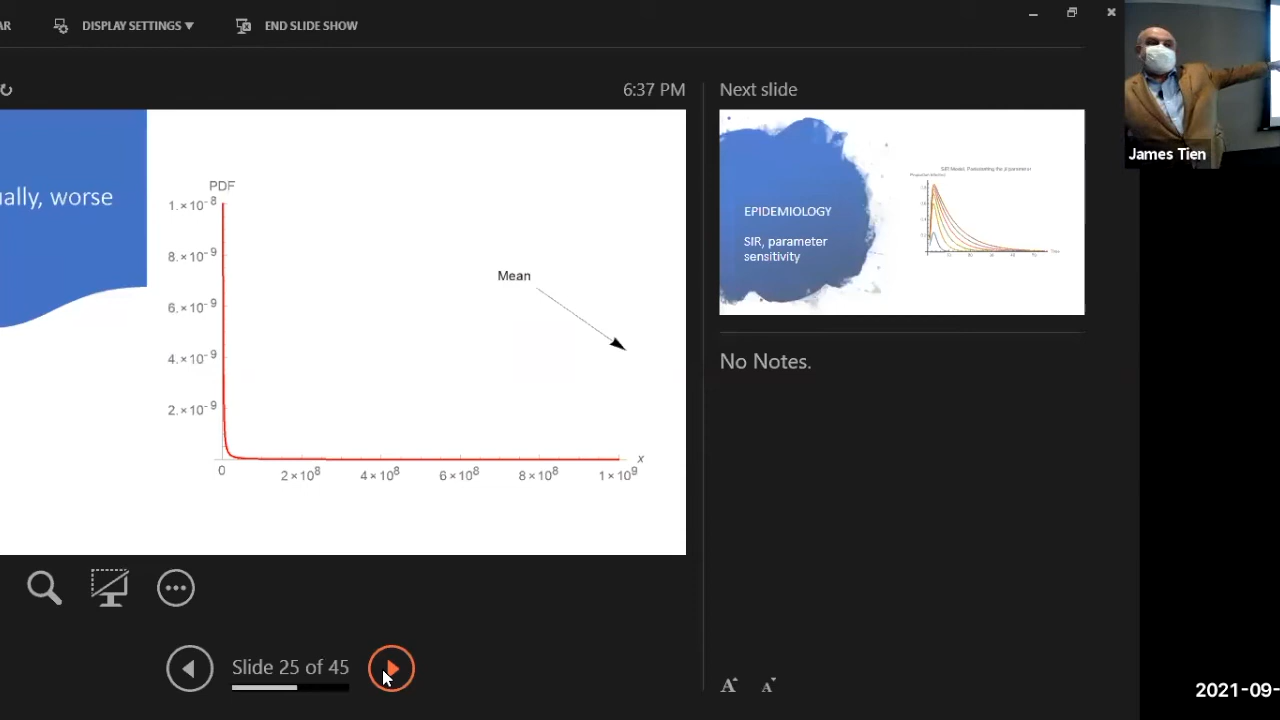 AR
DISPLAY SETTINGS
END SLIDE SHOW
6:37 PM
Next slide
ually, worse
PDF
1.×10⁻⁸
8.×10⁻⁹
6.×10⁻⁹
4.×10⁻⁹
2.×10⁻⁹
Mean
0
2×10⁸
4×10⁸
6×10⁸
8×10⁸
1×10⁹
x
EPIDEMIOLOGY
SIR, parameter
sensitivity
No Notes.
Slide 25 of 45
A
A
James Tien
2021-09-